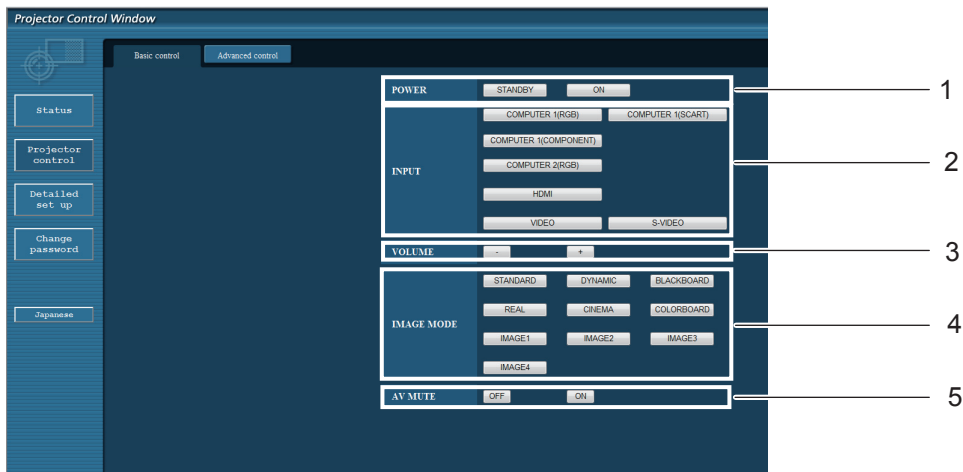 Projector Control Window
Basic control Advanced control
Status
Projector
control
Detailed
set up
Change
password
Japanese
POWER STANDBY ON 1
INPUT
COMPUTER 1(RGB) COMPUTER 1(SCART)
COMPUTER 1(COMPONENT)
COMPUTER 2(RGB)
HDMI
VIDEO S-VIDEO
2
VOLUME - + 3
IMAGE MODE
STANDARD DYNAMIC BLACKBOARD
REAL CINEMA COLORBOARD
IMAGE1 IMAGE2 IMAGE3
IMAGE4
4
AV MUTE OFF ON 5